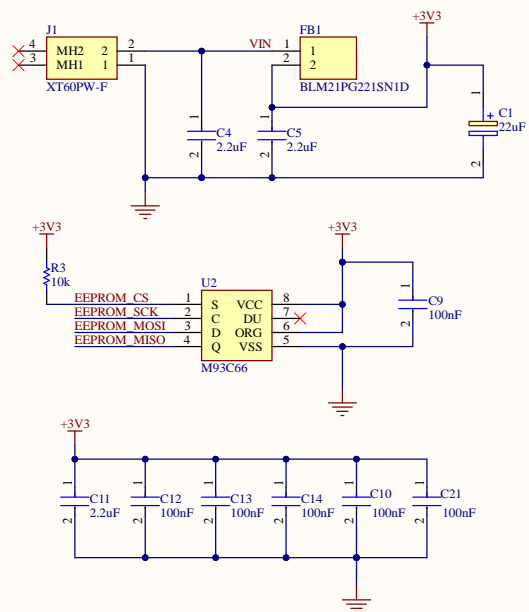 J1
FB1
+3V3
4 MH2 2 2
VIN 1 1
3 MH1 1 1
2 2
XT60PW-F
BLM21PG221SN1D
1
+
C1
22uF
2
1
C4
2.2uF
2
1
C5
2.2uF
2
+3V3
R3
10k
+3V3
U2
EEPROM_CS 1 S VCC 8
EEPROM_SCK 2 C DU 7
EEPROM_MOSI 3 D ORG 6
EEPROM_MISO 4 Q VSS 5
M93C66
1
C9
100nF
2
+3V3
1 1 1 1 1 1
C11 C12 C13 C14 C10 C21
2.2uF 100nF 100nF 100nF 100nF 100nF
2 2 2 2 2 2